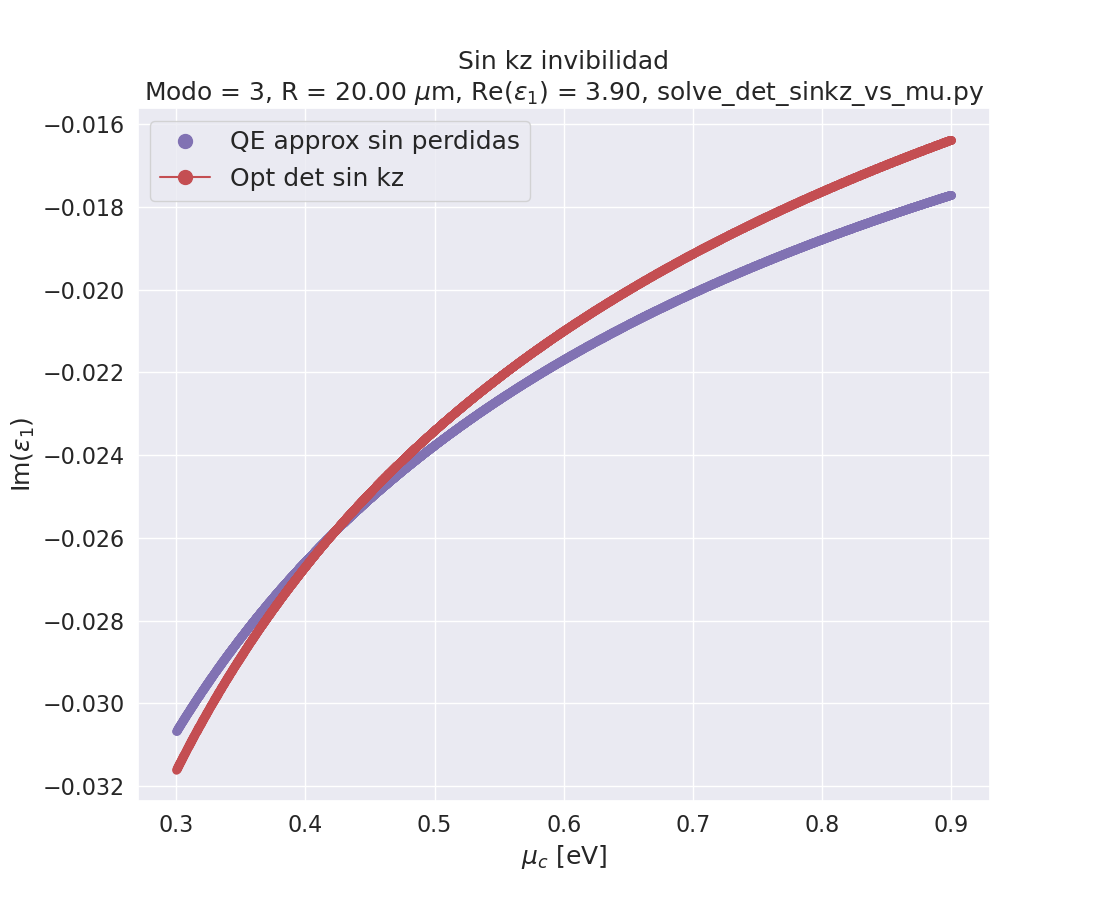 Sin kz invibilidad
Modo = 3, R = 20.00 μm, Re(ε₁) = 3.90, solve_det_sinkz_vs_mu.py
QE approx sin perdidas
Opt det sin kz
−0.016
−0.018
−0.020
−0.022
−0.024
−0.026
−0.028
−0.030
−0.032
Im(ε₁)
0.3 0.4 0.5 0.6 0.7 0.8 0.9
μ_c [eV]